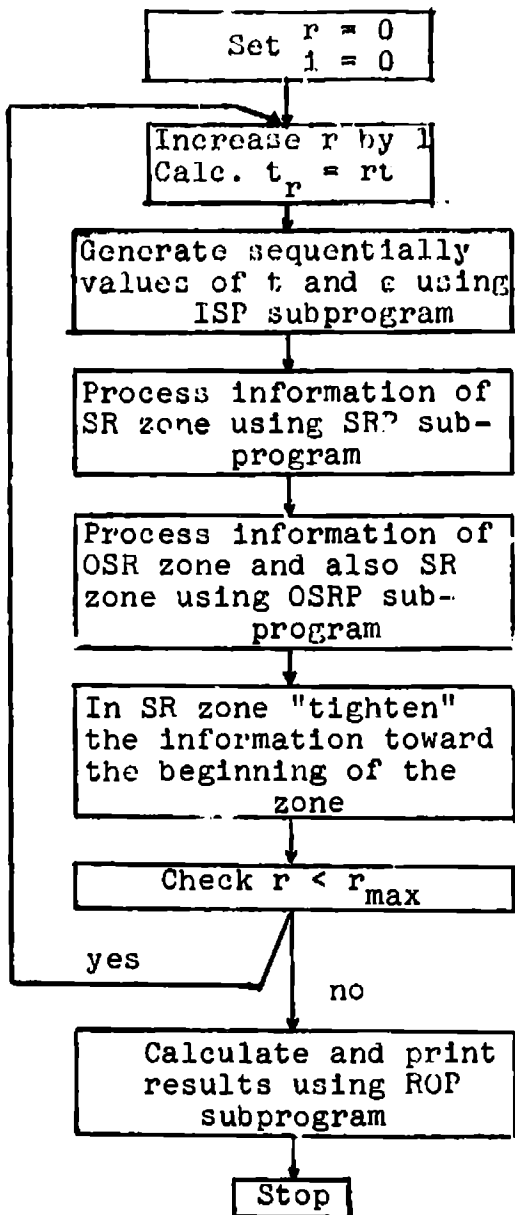 Set r = 0
i = 0
Increase r by 1
Calc. t_r = rt
Generate sequentially
values of t and ε using
ISP subprogram
Process information of
SR zone using SRP sub-
program
Process information of
OSR zone and also SR
zone using OSRP sub-
program
In SR zone "tighten"
the information toward
the beginning of the
zone
Check r < r_max
yes
no
Calculate and print
results using ROP
subprogram
Stop